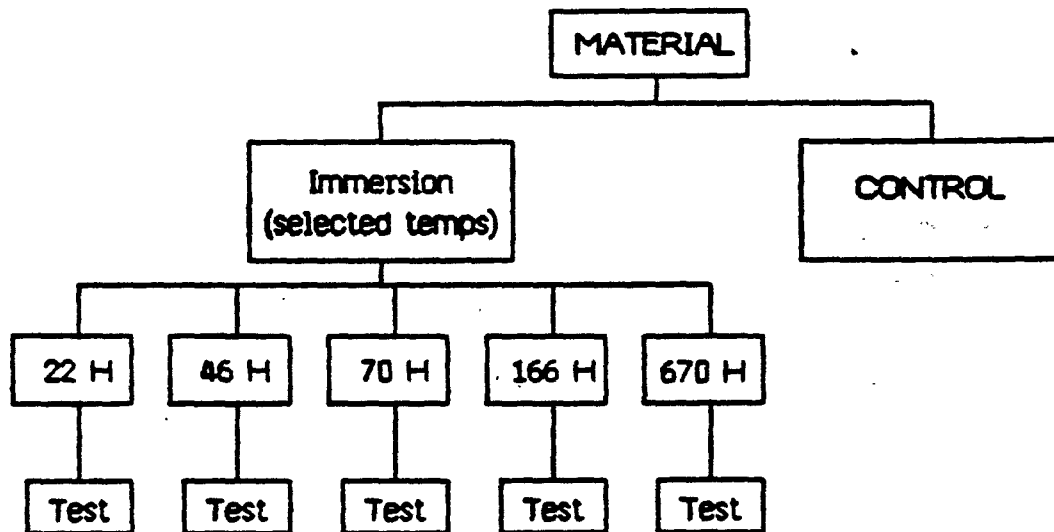 MATERIAL
Immersion
(selected temps)
CONTROL
22 H
46 H
70 H
166 H
670 H
Test
Test
Test
Test
Test